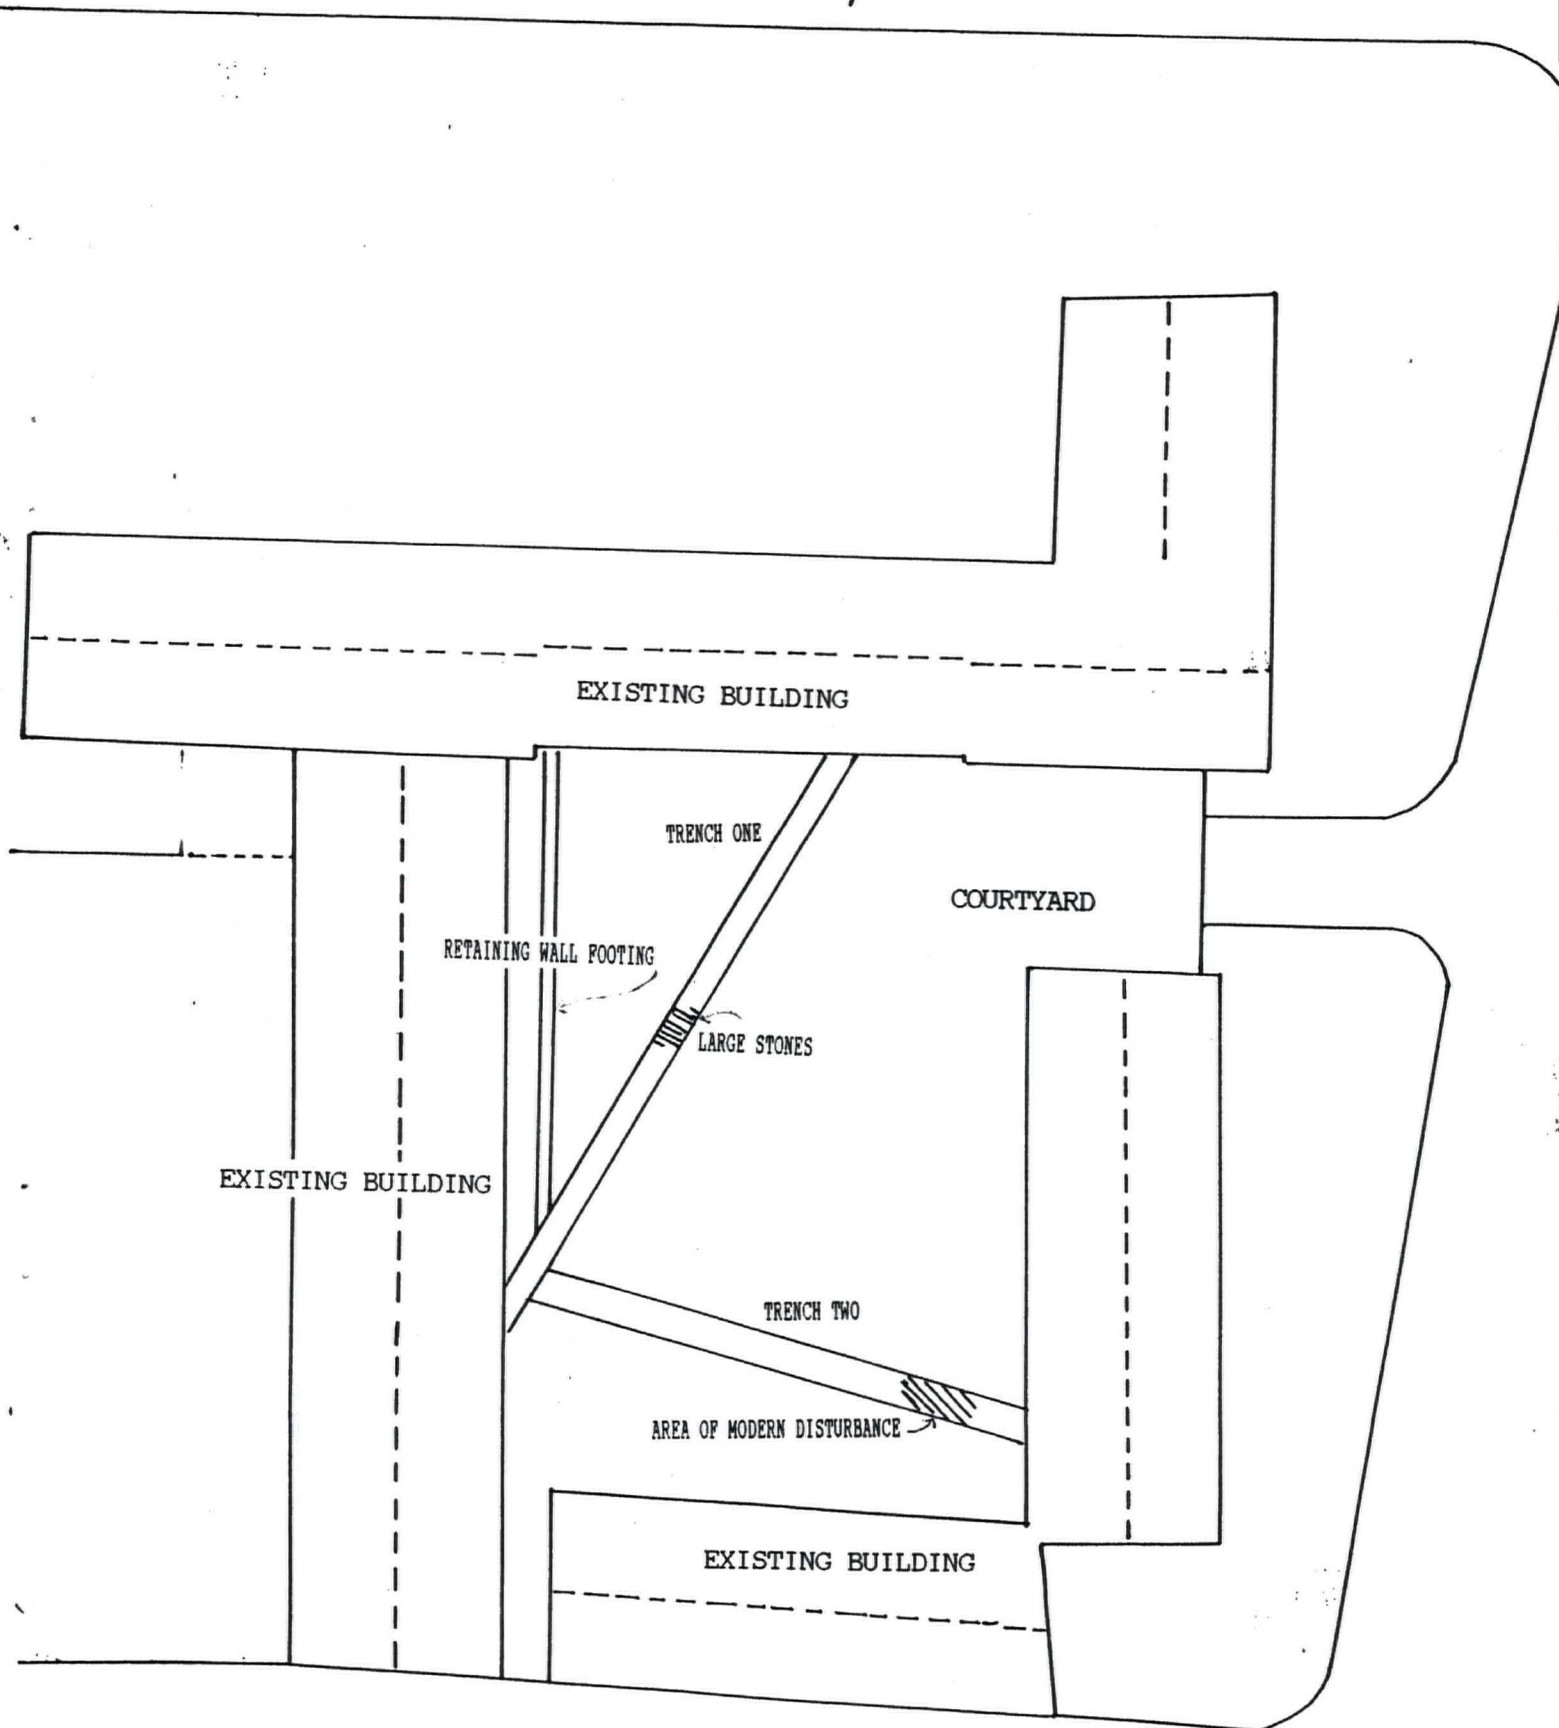 EXISTING BUILDING
TRENCH ONE
COURTYARD
RETAINING WALL FOOTING
LARGE STONES
EXISTING BUILDING
TRENCH TWO
AREA OF MODERN DISTURBANCE
EXISTING BUILDING